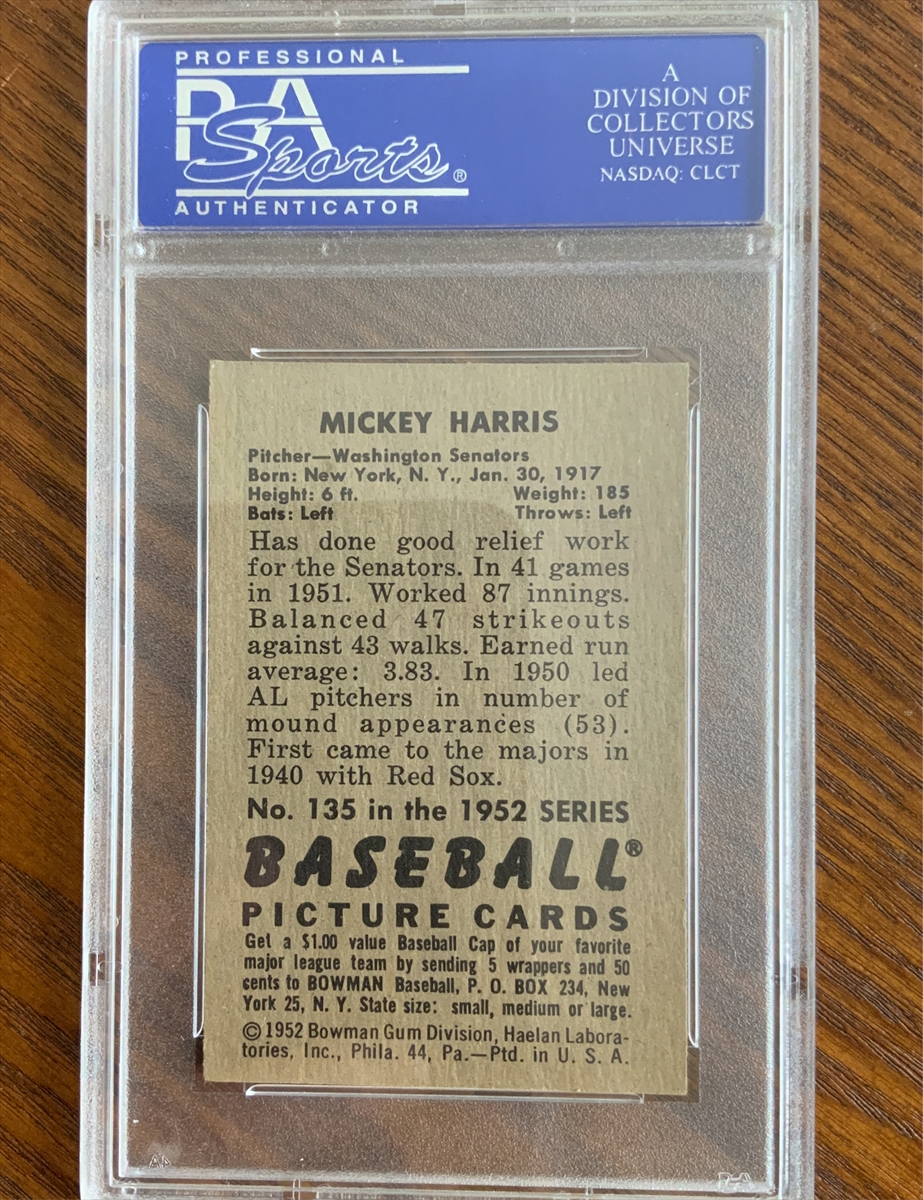 PROFESSIONAL
PSA
Sports®
AUTHENTICATOR
A
DIVISION OF
COLLECTORS
UNIVERSE
NASDAQ: CLCT
MICKEY HARRIS
Pitcher—Washington Senators
Born: New York, N. Y., Jan. 30, 1917
Height: 6 ft. Weight: 185
Bats: Left Throws: Left
Has done good relief work
for the Senators. In 41 games
in 1951. Worked 87 innings.
Balanced 47 strikeouts
against 43 walks. Earned run
average: 3.83. In 1950 led
AL pitchers in number of
mound appearances (53).
First came to the majors in
1940 with Red Sox.
No. 135 in the 1952 SERIES
BASEBALL®
PICTURE CARDS
Get a $1.00 value Baseball Cap of your favorite
major league team by sending 5 wrappers and 50
cents to BOWMAN Baseball, P. O. BOX 234, New
York 25, N. Y. State size: small, medium or large.
© 1952 Bowman Gum Division, Haelan Labora-
tories, Inc., Phila. 44, Pa.—Ptd. in U. S. A.